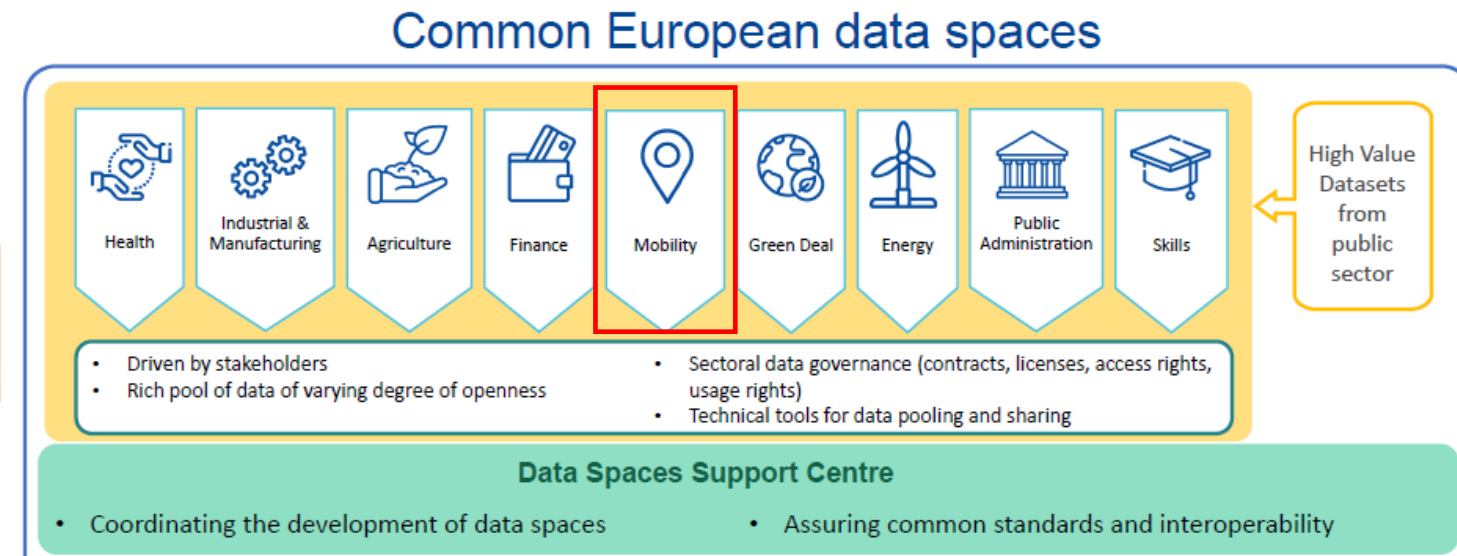 Common European data spaces
Health
Industrial &
Manufacturing
Agriculture
Finance
Mobility
Green Deal
Energy
Public
Administration
Skills
High Value
Datasets
from
public
sector
• Driven by stakeholders
• Rich pool of data of varying degree of openness
• Sectoral data governance (contracts, licenses, access rights,
usage rights)
• Technical tools for data pooling and sharing
Data Spaces Support Centre
• Coordinating the development of data spaces
• Assuring common standards and interoperability